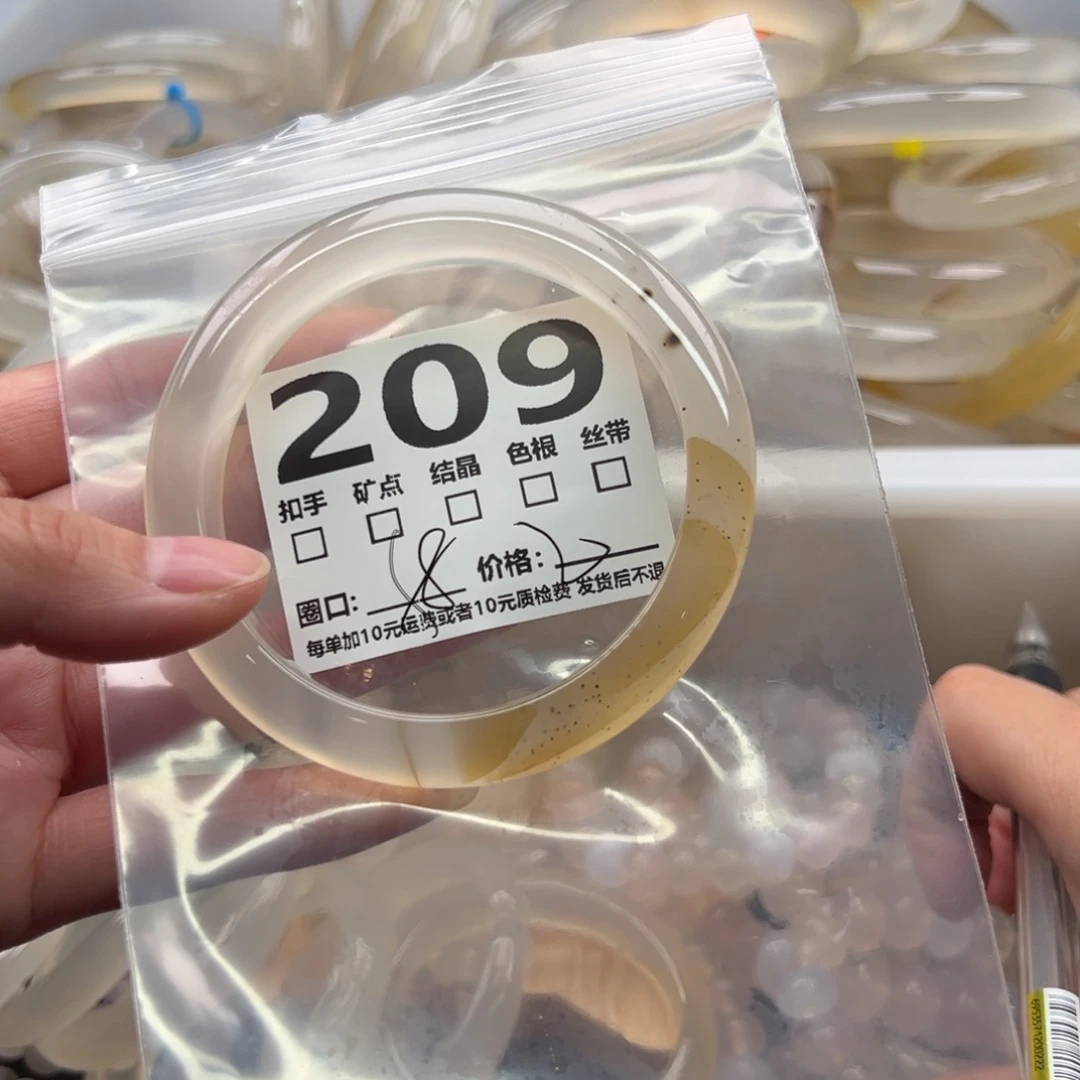 209
扣手 矿点 结晶 色根 丝带
圈口: 价格:
每单加10元运费或者10元质检费 发货后不退